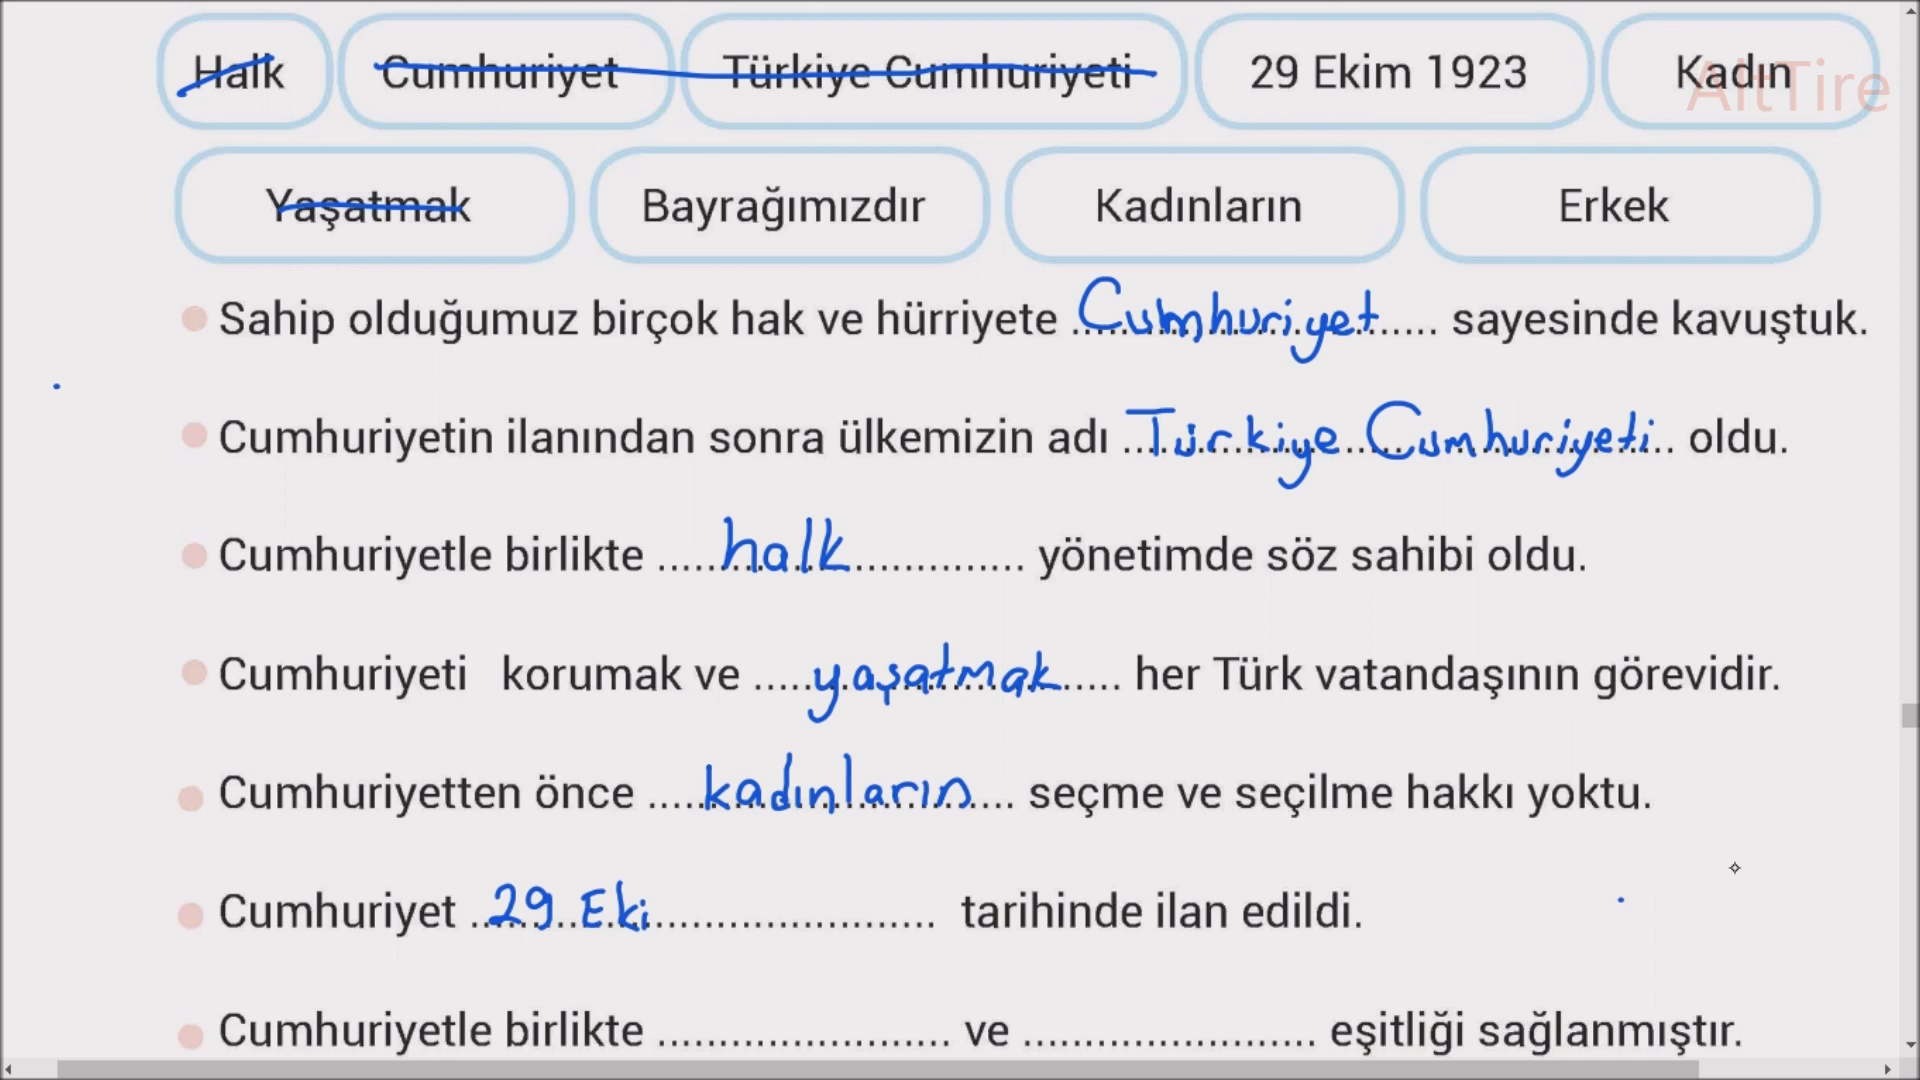 Halk Cumhuriyet Türkiye Cumhuriyeti 29 Ekim 1923 Kadın
AltTire
Yaşatmak Bayrağımızdır Kadınların Erkek
Sahip olduğumuz birçok hak ve hürriyete ....Cumhuriyet.... sayesinde kavuştuk.
Cumhuriyetin ilanından sonra ülkemizin adı ...Türkiye Cumhuriyeti... oldu.
Cumhuriyetle birlikte ......halk.............. yönetimde söz sahibi oldu.
Cumhuriyeti korumak ve .....yaşatmak..... her Türk vatandaşının görevidir.
Cumhuriyetten önce .....kadınların.... seçme ve seçilme hakkı yoktu.
Cumhuriyet ..29 Eki....................... tarihinde ilan edildi.
Cumhuriyetle birlikte ........................ ve ........................ eşitliği sağlanmıştır.